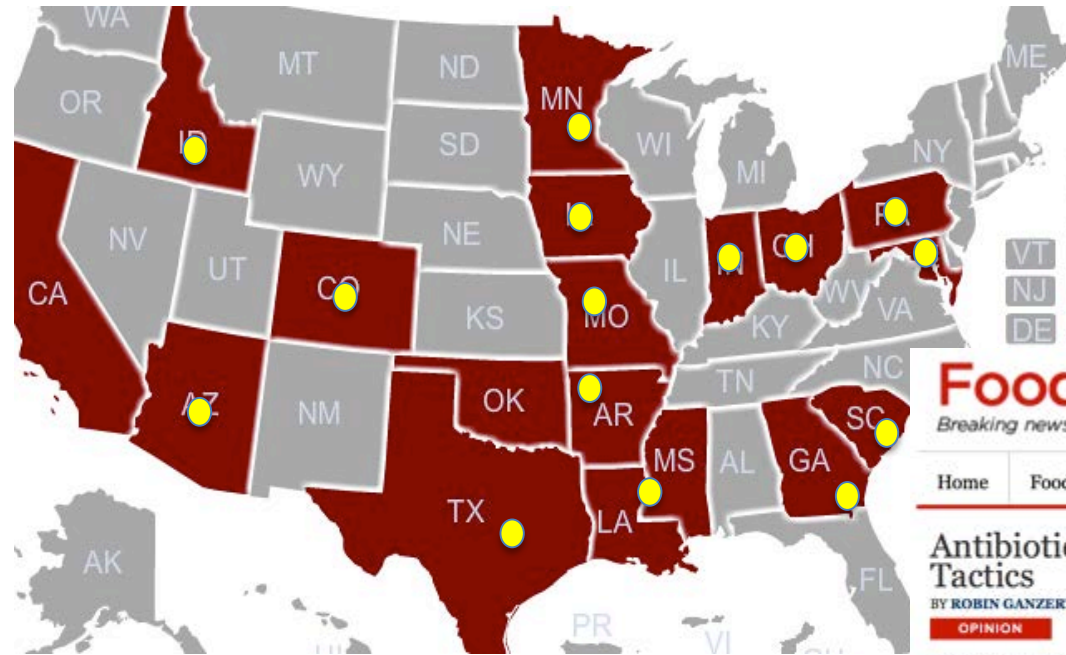 WA
MT
ND
MN
ME
OR
ID
SD
WI
NY
MI
WY
PA
NE
NV
UT
CO
IL
IN
OH
VT
CA
KS
MO
WV
VA
NJ
KY
DE
NC
TN
AZ
NM
OK
AR
SC
Food
Breaking news
MS
AL
GA
Home
Food
TX
LA
Antibiotic
Tactics
AK
FL
BY ROBIN GANZER
OPINION
PR
VI